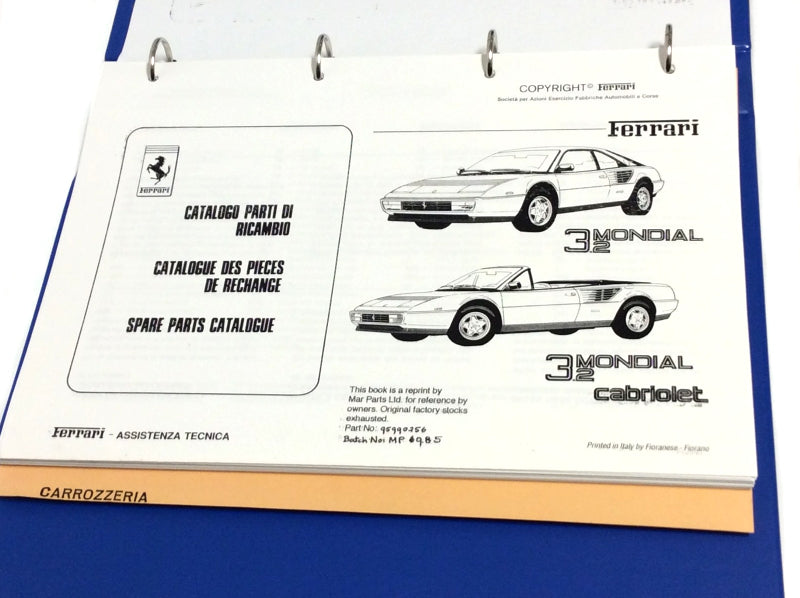 COPYRIGHT© Ferrari
Società per Azioni Esercizio Fabbriche Automobili e Corse
Ferrari
Ferrari
CATALOGO PARTI DI
RICAMBIO
CATALOGUE DES PIECES
DE RECHANGE
SPARE PARTS CATALOGUE
3.2 MONDIAL
3.2 MONDIAL
cabriolet
This book is a reprint by
Mar Parts Ltd. for reference by
owners. Original factory stocks
exhausted.
Part No: 95990256
Batch No: MP 6985
Ferrari - ASSISTENZA TECNICA
Printed in Italy by Fioranese - Fiorano
CARROZZERIA